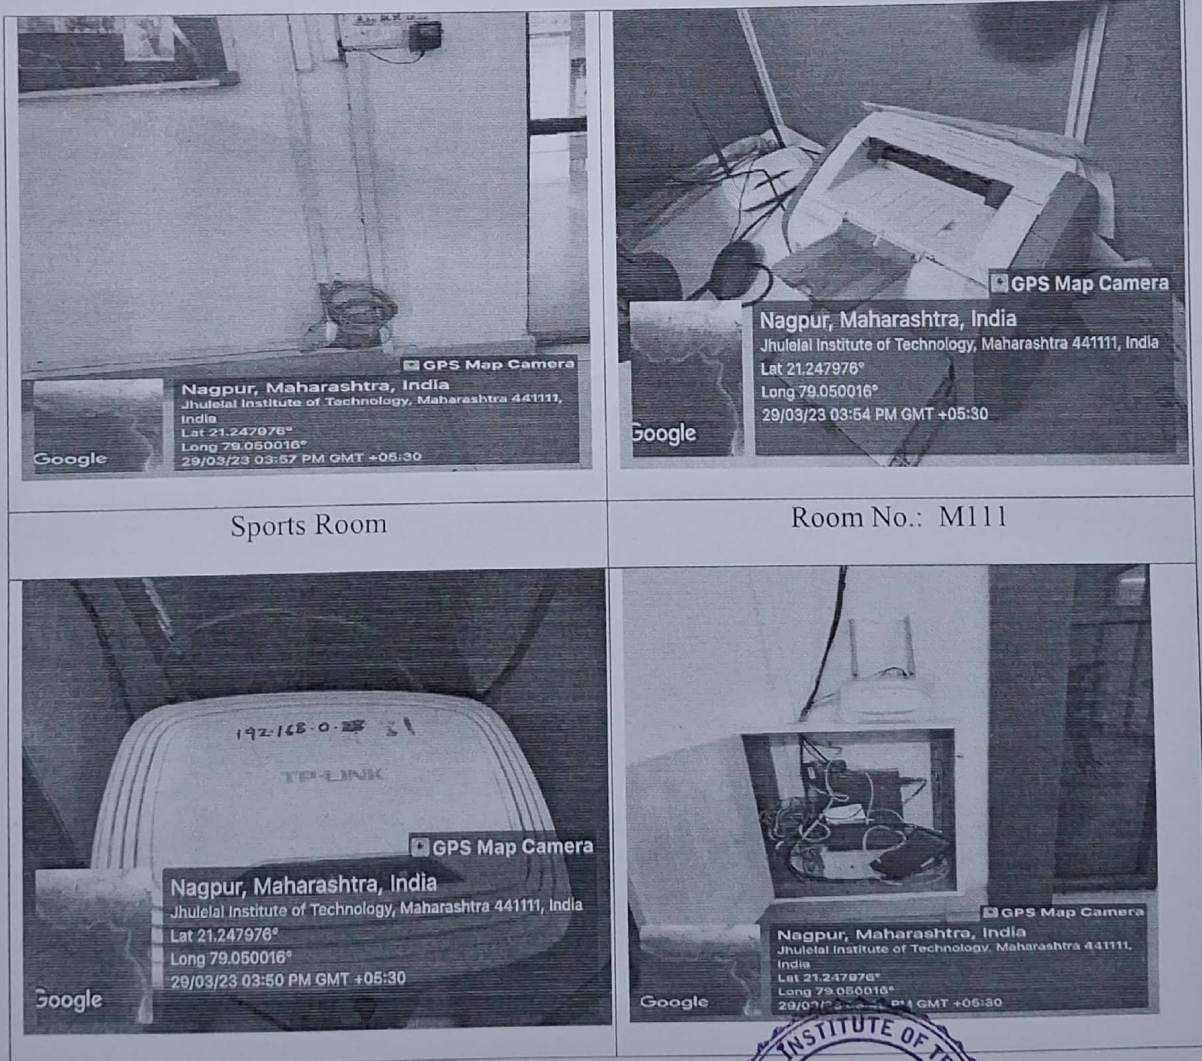 GPS Map Camera
Nagpur, Maharashtra, India
Jhulelal Institute of Technology, Maharashtra 441111,
India
Lat 21.247976°
Long 79.050016°
29/03/23 03:57 PM GMT +05:30
Google
GPS Map Camera
Nagpur, Maharashtra, India
Jhulelal Institute of Technology, Maharashtra 441111, India
Lat 21.247976°
Long 79.050016°
29/03/23 03:54 PM GMT +05:30
Google
Sports Room
Room No.: M111
192.168.0.
TP-LINK
GPS Map Camera
Nagpur, Maharashtra, India
Jhulelal Institute of Technology, Maharashtra 441111, India
Lat 21.247976°
Long 79.050016°
29/03/23 03:50 PM GMT +05:30
Google
GPS Map Camera
Nagpur, Maharashtra, India
Jhulelal Institute of Technology, Maharashtra 441111,
India
Lat 21.247976°
Long 79.050016°
PM GMT +05:30
Google
INSTITUTE OF